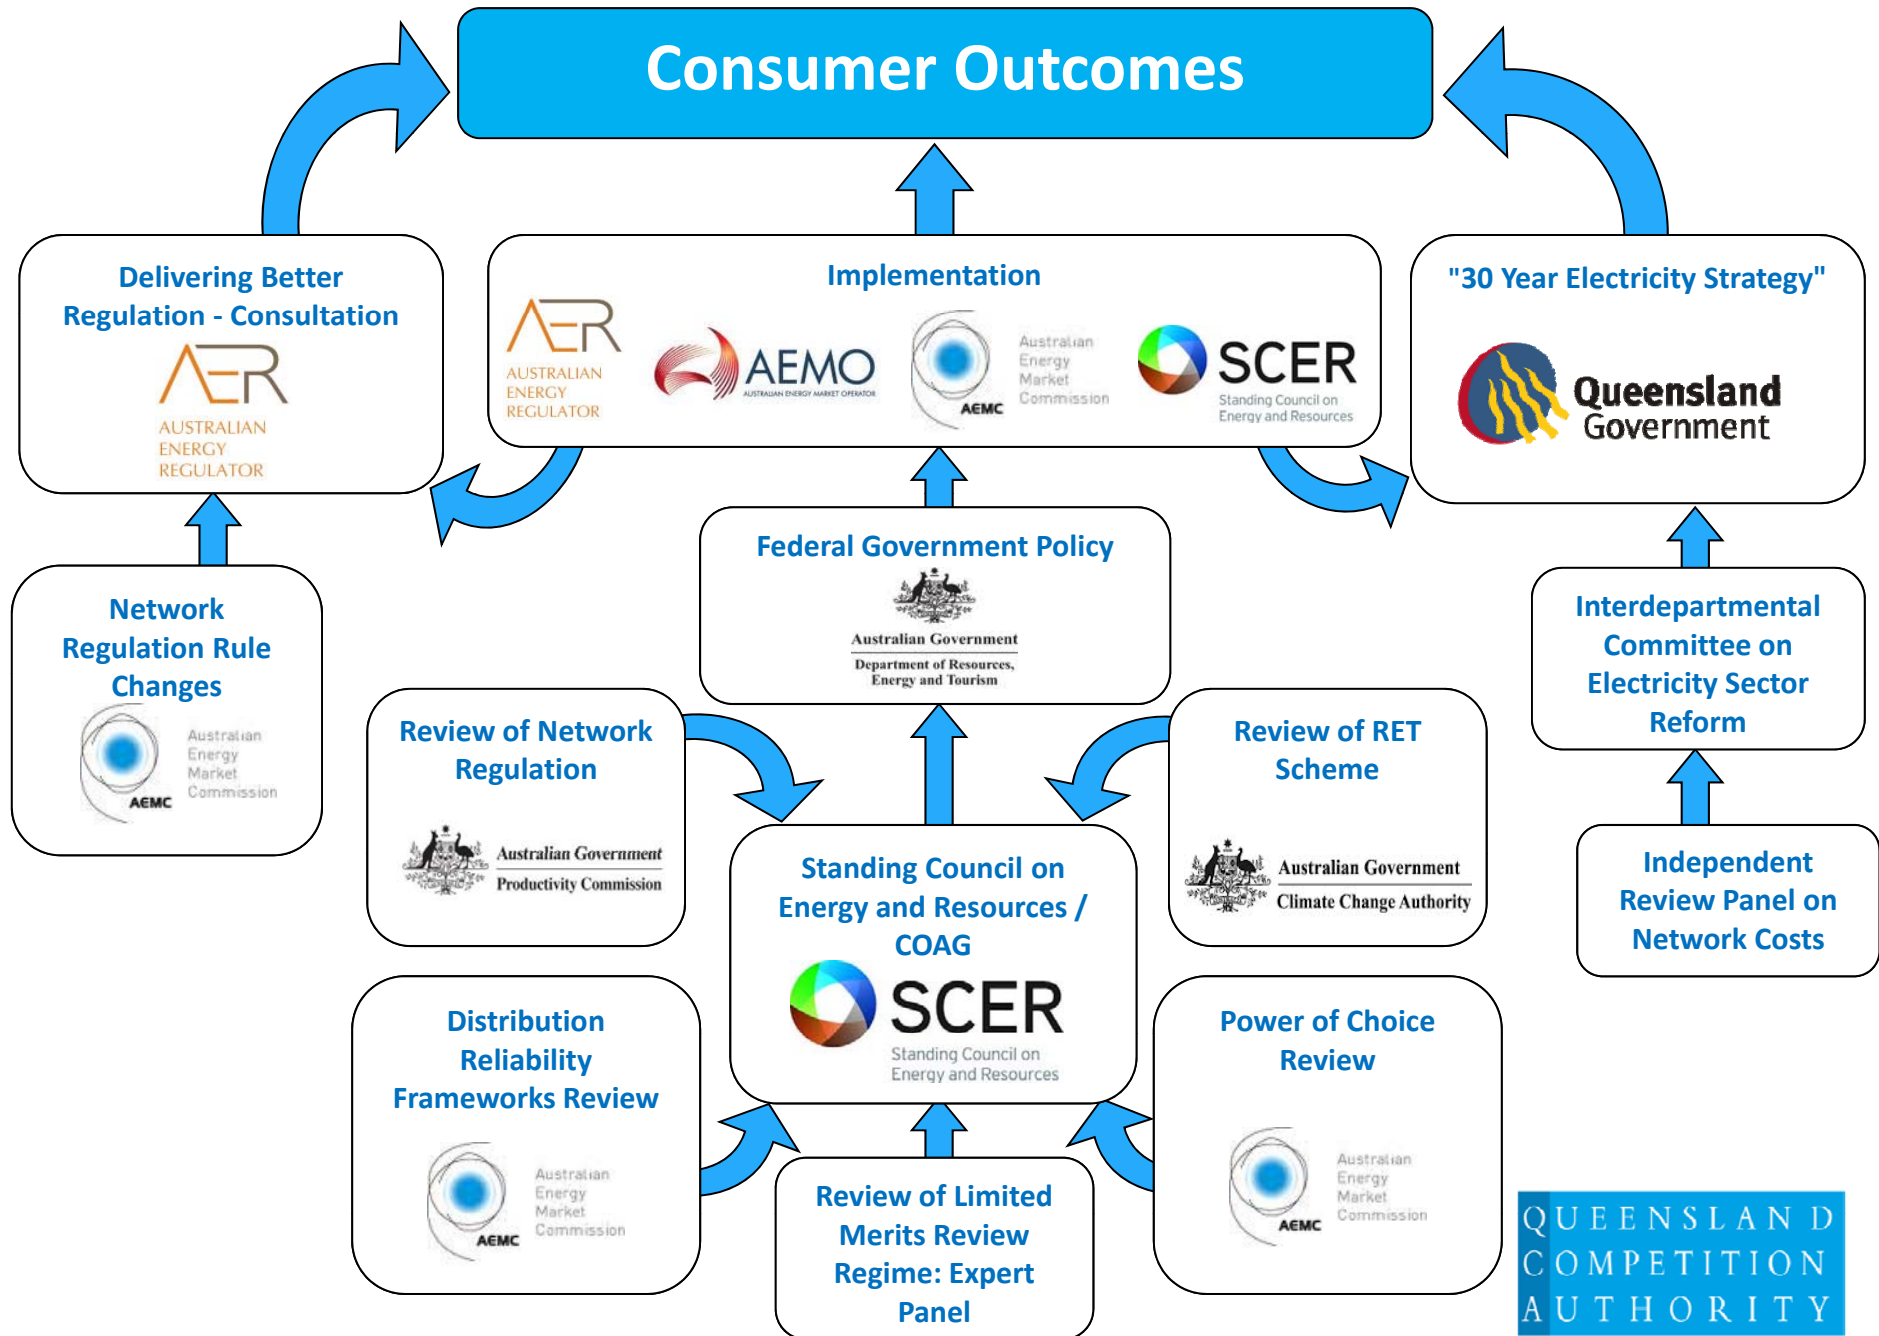 Consumer Outcomes
Delivering Better
Regulation - Consultation
AER
AUSTRALIAN
ENERGY
REGULATOR
Implementation
AER
AUSTRALIAN
ENERGY
REGULATOR
AEMO
AUSTRALIAN ENERGY MARKET OPERATOR
AEMC
Australian
Energy
Market
Commission
SCER
Standing Council on
Energy and Resources
"30 Year Electricity Strategy"
Queensland
Government
Network
Regulation Rule
Changes
AEMC
Australian
Energy
Market
Commission
Federal Government Policy
Australian Government
Department of Resources,
Energy and Tourism
Interdepartmental
Committee on
Electricity Sector
Reform
Review of Network
Regulation
Australian Government
Productivity Commission
Review of RET
Scheme
Australian Government
Climate Change Authority
Standing Council on
Energy and Resources /
COAG
SCER
Standing Council on
Energy and Resources
Independent
Review Panel on
Network Costs
Distribution
Reliability
Frameworks Review
AEMC
Australian
Energy
Market
Commission
Review of Limited
Merits Review
Regime: Expert
Panel
Power of Choice
Review
AEMC
Australian
Energy
Market
Commission
QUEENSLAND
COMPETITION
AUTHORITY